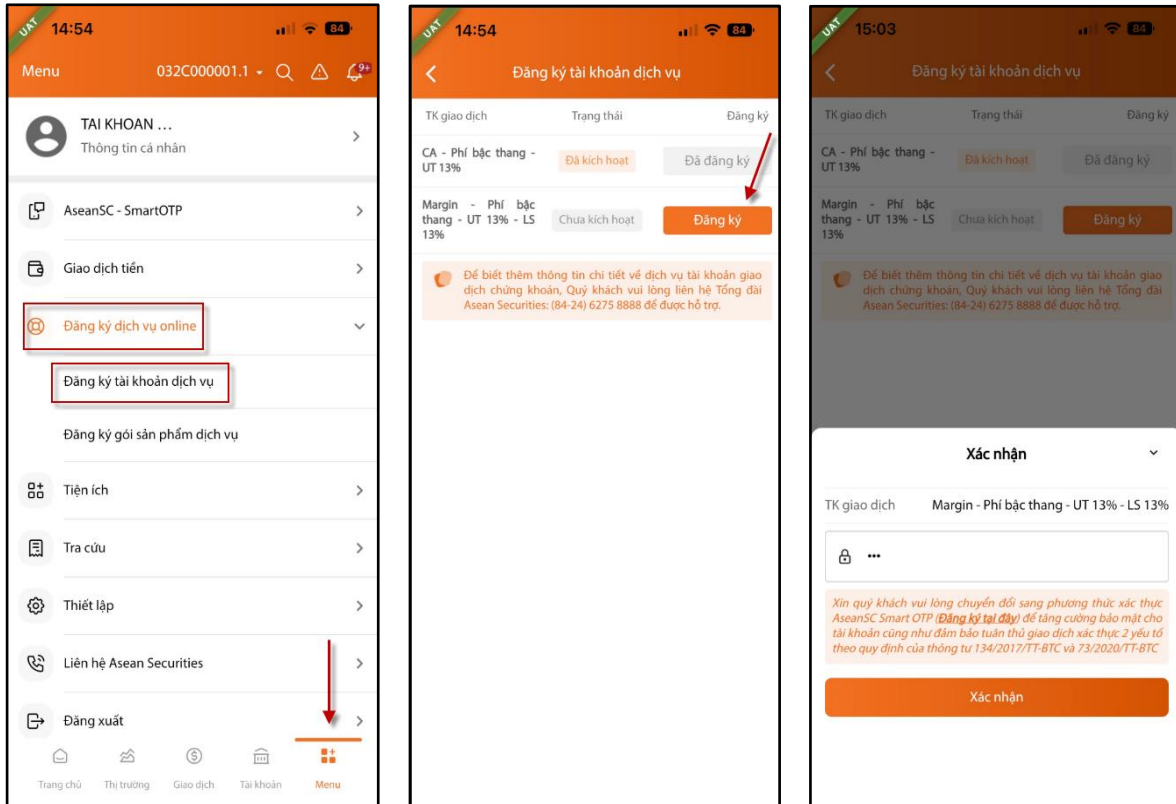 UAT
14:54
84
Menu
032C000001.1
9+
TAI KHOAN ...
Thông tin cá nhân
AseanSC - SmartOTP
Giao dịch tiền
Đăng ký dịch vụ online
Đăng ký tài khoản dịch vụ
Đăng ký gói sản phẩm dịch vụ
Tiện ích
Tra cứu
Thiết lập
Liên hệ Asean Securities
Đăng xuất
Trang chủ
Thị trường
Giao dịch
Tài khoản
Menu
UAT
14:54
84
Đăng ký tài khoản dịch vụ
TK giao dịch
Trạng thái
Đăng ký
CA - Phí bậc thang -
UT 13%
Đã kích hoạt
Đã đăng ký
Margin - Phí bậc
thang - UT 13% - LS
13%
Chưa kích hoạt
Đăng ký
Để biết thêm thông tin chi tiết về dịch vụ tài khoản giao
dịch chứng khoán, Quý khách vui lòng liên hệ Tổng đài
Asean Securities: (84-24) 6275 8888 để được hỗ trợ.
UAT
15:03
84
Đăng ký tài khoản dịch vụ
TK giao dịch
Trạng thái
Đăng ký
CA - Phí bậc thang -
UT 13%
Đã kích hoạt
Đã đăng ký
Margin - Phí bậc
thang - UT 13% - LS
13%
Chưa kích hoạt
Đăng ký
Để biết thêm thông tin chi tiết về dịch vụ tài khoản giao
dịch chứng khoán, Quý khách vui lòng liên hệ Tổng đài
Asean Securities: (84-24) 6275 8888 để được hỗ trợ.
Xác nhận
TK giao dịch
Margin - Phí bậc thang - UT 13% - LS 13%
•••
Xin quý khách vui lòng chuyển đổi sang phương thức xác thực
AseanSC Smart OTP (Đăng ký tại đây) để tăng cường bảo mật cho
tài khoản cũng như đảm bảo tuân thủ giao dịch xác thực 2 yếu tố
theo quy định của thông tư 134/2017/TT-BTC và 73/2020/TT-BTC
Xác nhận